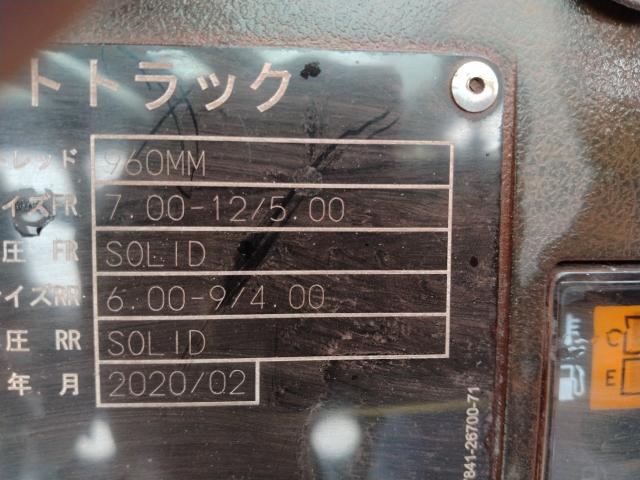 トトラック
トレッド 960MM
イズFR 7.00-12/5.00
圧 FR SOLID
イズRR 6.00-9/4.00
圧 RR SOLID
年 月 2020/02
7841-26700-71
C
E